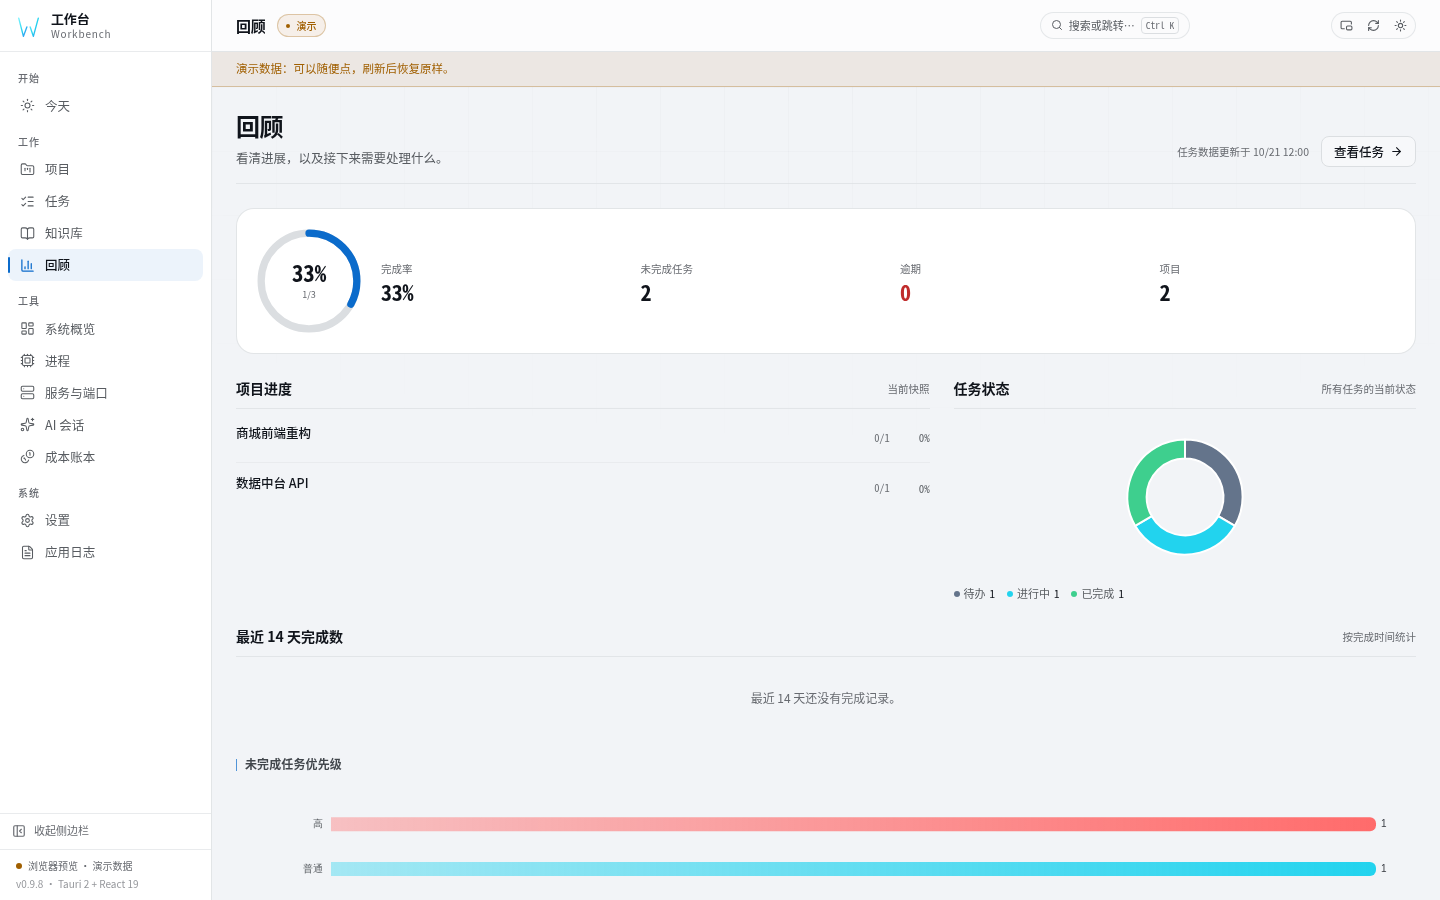 工作台
Workbench
开始
今天
工作
项目
任务
知识库
回顾
工具
系统概览
进程
服务与端口
AI 会话
成本账本
系统
设置
应用日志
收起侧边栏
浏览器预览 · 演示数据
v0.9.8 · Tauri 2 + React 19
回顾
演示
搜索或跳转… Ctrl K
演示数据：可以随便点，刷新后恢复原样。
回顾
看清进展，以及接下来需要处理什么。
任务数据更新于 10/21 12:00
查看任务
33%
1/3
完成率
33%
未完成任务
2
逾期
0
项目
2
项目进度
当前快照
商城前端重构
0/1
0%
数据中台 API
0/1
0%
任务状态
所有任务的当前状态
待办 1
进行中 1
已完成 1
最近 14 天完成数
按完成时间统计
最近 14 天还没有完成记录。
未完成任务优先级
高
1
普通
1